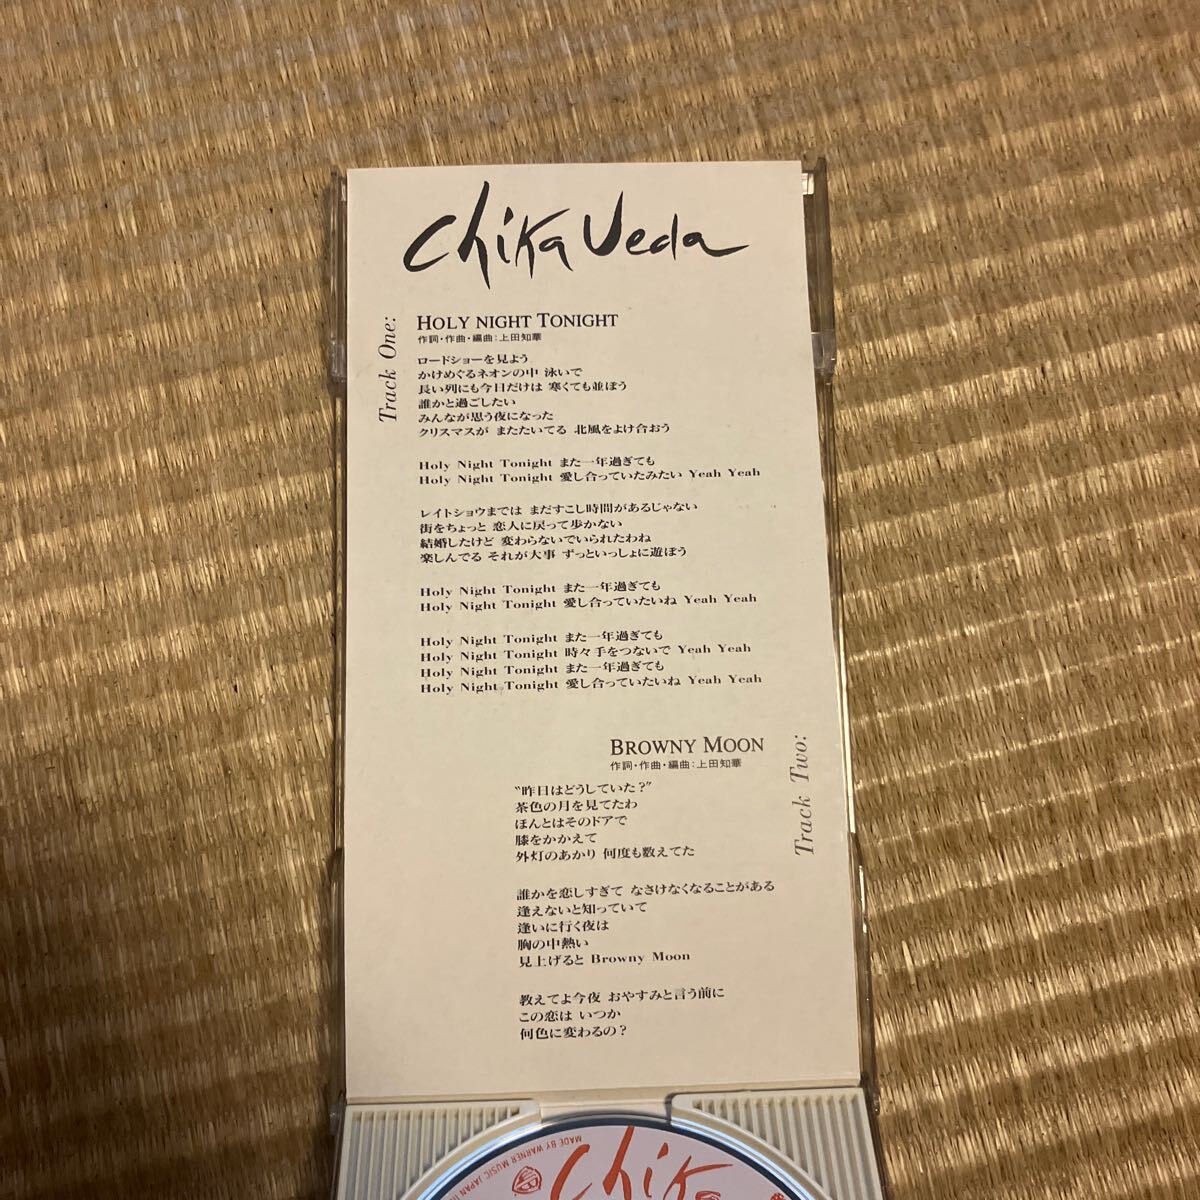 Chika Ueda
Track One:
HOLY NIGHT TONIGHT
作詞・作曲・編曲:上田知華
ロードショーを見よう
かけめぐるネオンの中 泳いで
長い列にも今日だけは 寒くても並ぼう
誰かと過ごしたい
みんなが思う夜になった
クリスマスが またたいてる 北風をよけ合おう
Holy Night Tonight また一年過ぎても
Holy Night Tonight 愛し合っていたみたい Yeah Yeah
レイトショウまでは まだすこし時間があるじゃない
街をちょっと 恋人に戻って歩かない
結婚したけど 変わらないでいられたわね
楽しんでる それが大事 ずっといっしょに遊ぼう
Holy Night Tonight また一年過ぎても
Holy Night Tonight 愛し合っていたいね Yeah Yeah
Holy Night Tonight また一年過ぎても
Holy Night Tonight 時々手をつないで Yeah Yeah
Holy Night Tonight また一年過ぎても
Holy Night Tonight 愛し合っていたいね Yeah Yeah
Track Two:
BROWNY MOON
作詞・作曲・編曲:上田知華
"昨日はどうしていた?"
茶色の月を見てたわ
ほんとはそのドアで
膝をかかえて
外灯のあかり 何度も数えてた
誰かを恋しすぎて なさけなくなることがある
逢えないと知っていて
逢いに行く夜は
胸の中熱い
見上げると Browny Moon
教えてよ今夜 おやすみと言う前に
この恋は いつか
何色に変わるの?
MADE BY WARNER MUSIC JAPAN
Chika